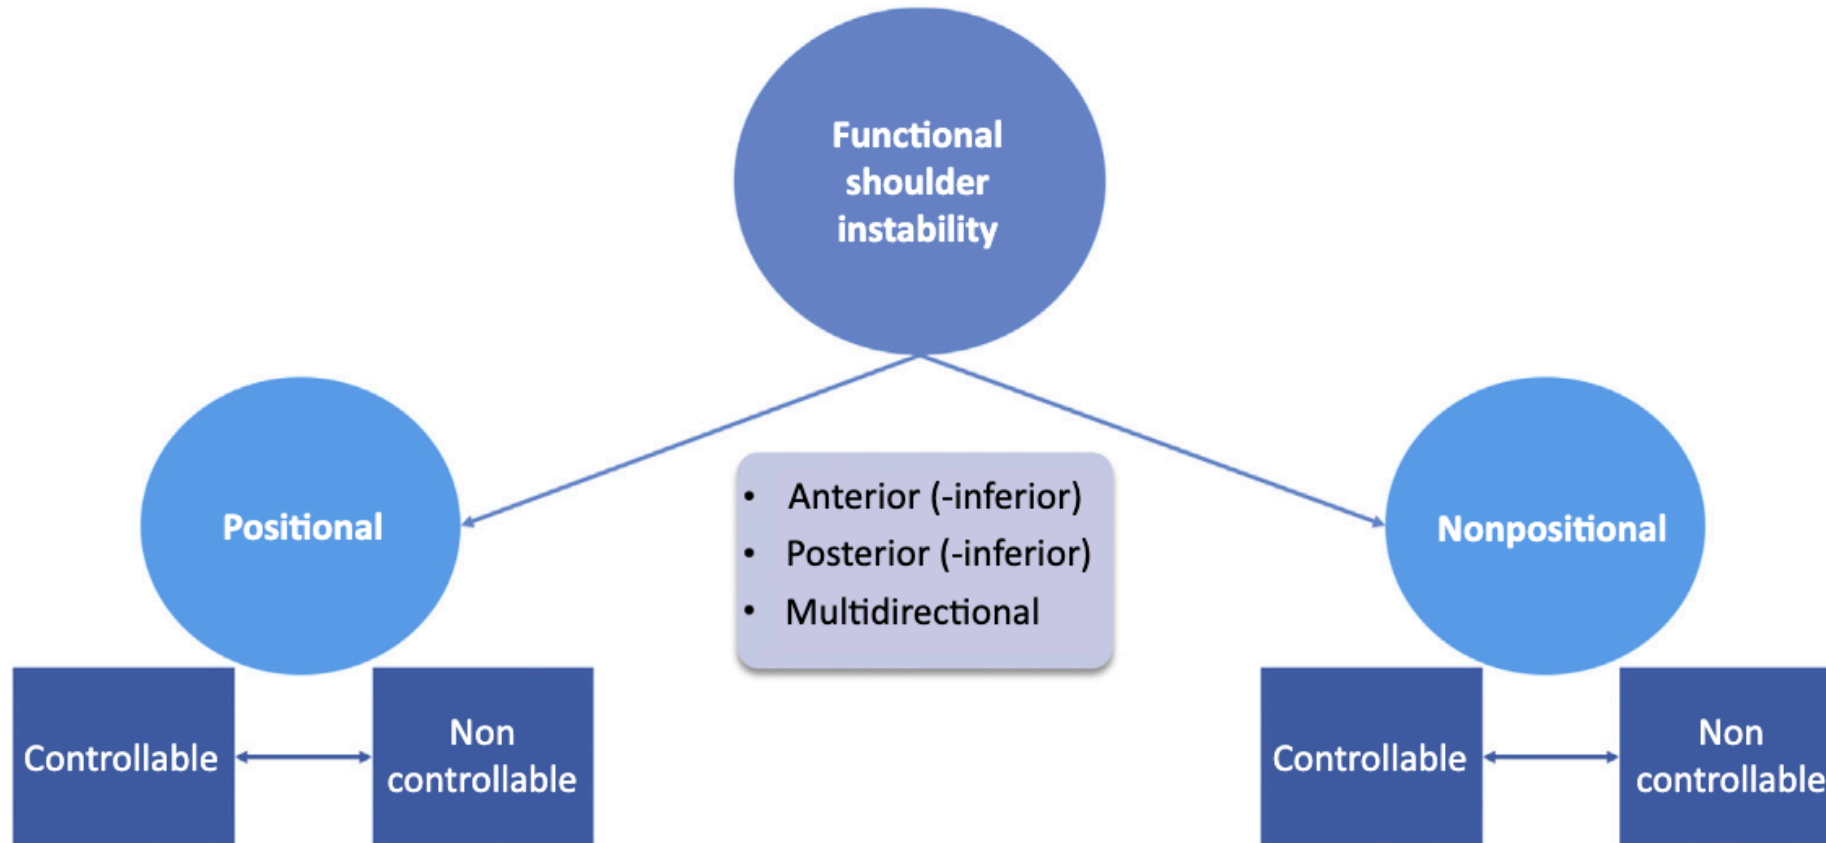 Functional
shoulder
instability
Positional
• Anterior (-inferior)
• Posterior (-inferior)
• Multidirectional
Nonpositional
Controllable
Non
controllable
Controllable
Non
controllable